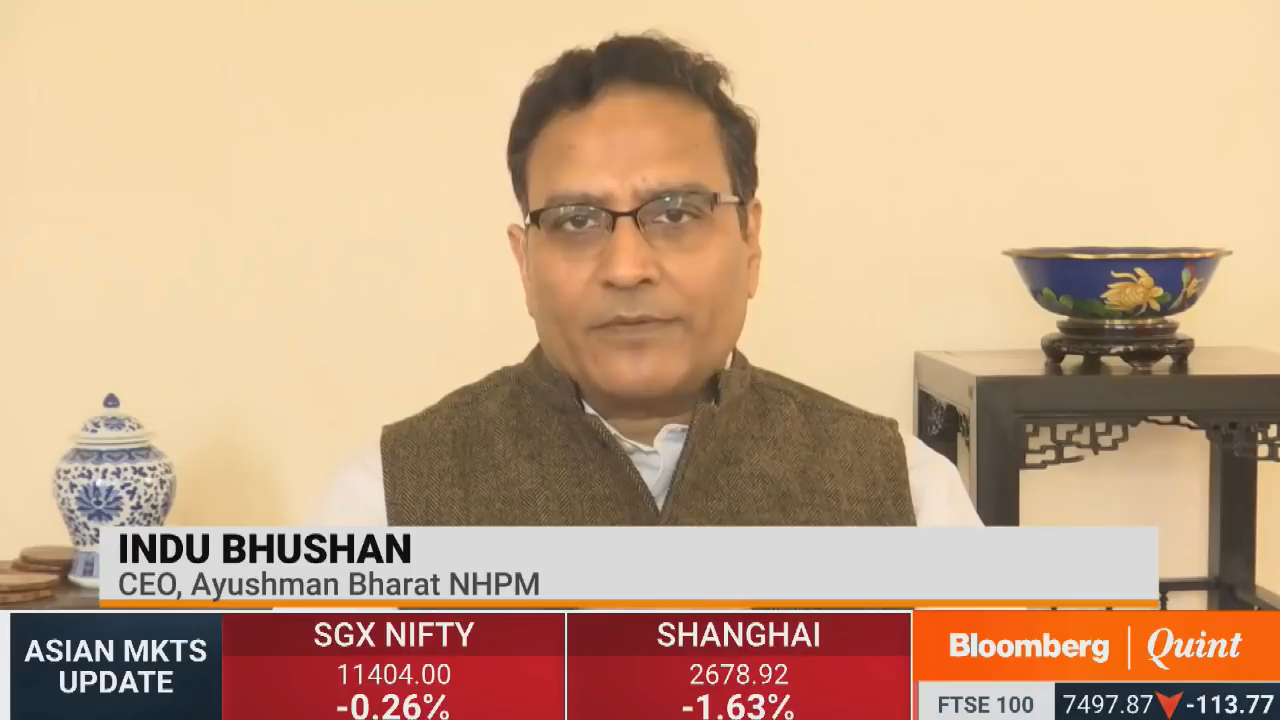 INDU BHUSHAN
CEO, Ayushman Bharat NHPM
ASIAN MKTS
UPDATE
SGX NIFTY
11404.00
-0.26%
SHANGHAI
2678.92
-1.63%
Bloomberg | Quint
FTSE 100 7497.87 -113.77